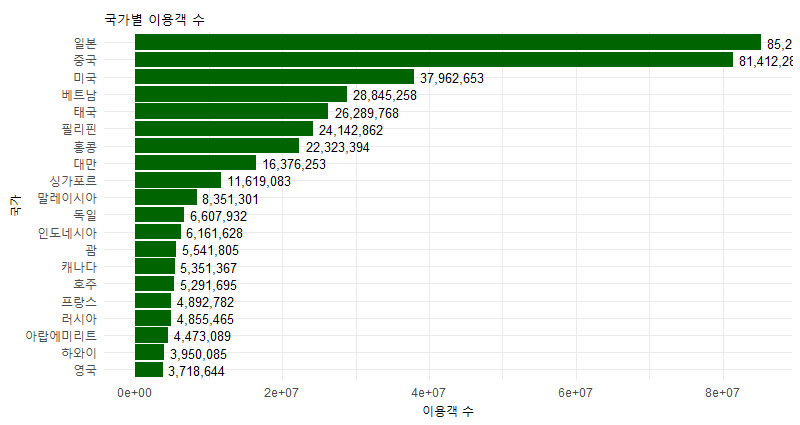 국가별 이용객 수
일본 85,2
중국 81,412,28
미국 37,962,653
베트남 28,845,258
태국 26,289,768
필리핀 24,142,862
홍콩 22,323,394
대만 16,376,253
싱가포르 11,619,083
말레이시아 8,351,301
독일 6,607,932
인도네시아 6,161,628
괌 5,541,805
캐나다 5,351,367
호주 5,291,695
프랑스 4,892,782
러시아 4,855,465
아랍에미리트 4,473,089
하와이 3,950,085
영국 3,718,644
국가
0e+00 2e+07 4e+07 6e+07 8e+07
이용객 수